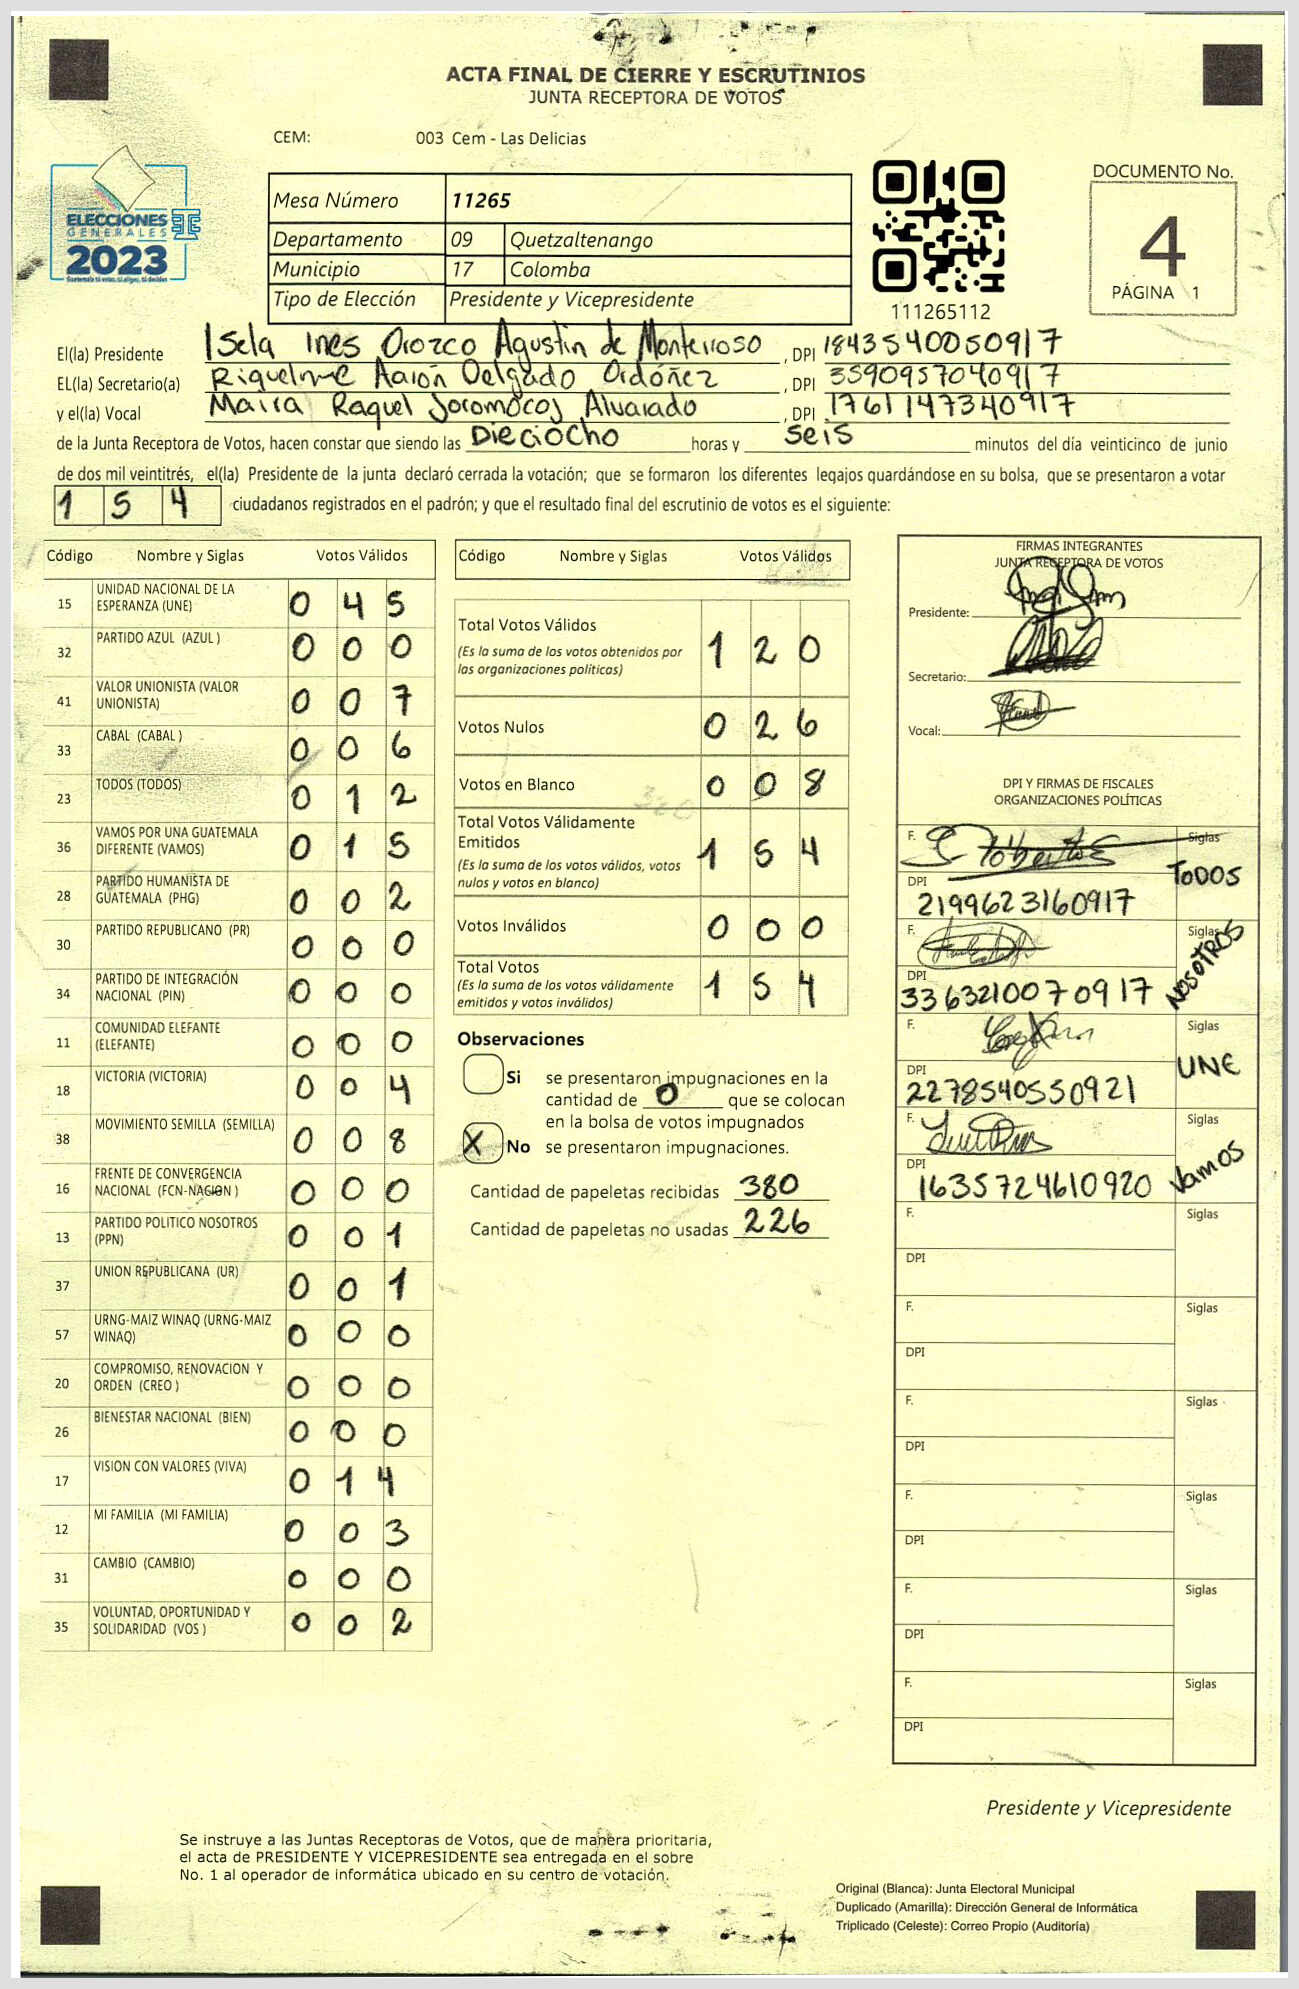 ACTA FINAL DE CIERRE Y ESCRUTINIOS
JUNTA RECEPTORA DE VOTOS
CEM: 003 Cem - Las Delicias
ELECCIONES
GENERALES
2023
Mesa Número 11265
Departamento 09 Quetzaltenango
Municipio 17 Colomba
Tipo de Elección Presidente y Vicepresidente
111265112
DOCUMENTO No.
4
PÁGINA 1
El(la) Presidente Isela Ines Orozco Agustin de Monterroso, DPI 1843540050917
EL(la) Secretario(a) Riquelme Aarón Delgado Ordóñez, DPI 3590957040917
y el(la) Vocal Maira Raquel Alvarado, DPI 1761147340917
de la Junta Receptora de Votos, hacen constar que siendo las Dieciocho horas y seis minutos del día veinticinco de junio
de dos mil veintitrés, el(la) Presidente de la junta declaró cerrada la votación; que se formaron los diferentes legajos guardándose en su bolsa, que se presentaron a votar
154 ciudadanos registrados en el padrón; y que el resultado final del escrutinio de votos es el siguiente:
Código Nombre y Siglas Votos Válidos
15 UNIDAD NACIONAL DE LA ESPERANZA (UNE) 0 4 5
32 PARTIDO AZUL (AZUL ) 0 0 0
41 VALOR UNIONISTA (VALOR UNIONISTA) 0 0 7
33 CABAL (CABAL ) 0 0 6
23 TODOS (TODOS) 0 1 2
36 VAMOS POR UNA GUATEMALA DIFERENTE (VAMOS) 0 1 5
28 PARTIDO HUMANISTA DE GUATEMALA (PHG) 0 0 2
30 PARTIDO REPUBLICANO (PR) 0 0 0
34 PARTIDO DE INTEGRACIÓN NACIONAL (PIN) 0 0 0
11 COMUNIDAD ELEFANTE (ELEFANTE) 0 0 0
18 VICTORIA (VICTORIA) 0 0 4
38 MOVIMIENTO SEMILLA (SEMILLA) 0 0 8
16 FRENTE DE CONVERGENCIA NACIONAL (FCN-NACION ) 0 0 0
13 PARTIDO POLITICO NOSOTROS (PPN) 0 0 1
37 UNION REPUBLICANA (UR) 0 0 1
57 URNG-MAIZ WINAQ (URNG-MAIZ WINAQ) 0 0 0
20 COMPROMISO, RENOVACION Y ORDEN (CREO ) 0 0 0
26 BIENESTAR NACIONAL (BIEN) 0 0 0
17 VISION CON VALORES (VIVA) 0 1 4
12 MI FAMILIA (MI FAMILIA) 0 0 3
31 CAMBIO (CAMBIO) 0 0 0
35 VOLUNTAD, OPORTUNIDAD Y SOLIDARIDAD (VOS ) 0 0 2
Código Nombre y Siglas Votos Válidos
Total Votos Válidos 1 2 0
(Es la suma de los votos obtenidos por
las organizaciones políticas)
Votos Nulos 0 2 6
Votos en Blanco 0 0 8
Total Votos Válidamente
Emitidos 1 5 4
(Es la suma de los votos válidos, votos
nulos y votos en blanco)
Votos Inválidos 0 0 0
Total Votos 1 5 4
(Es la suma de los votos válidamente
emitidos y votos inválidos)
Observaciones
Si se presentaron impugnaciones en la
cantidad de 0 que se colocan
en la bolsa de votos impugnados
X No se presentaron impugnaciones.
Cantidad de papeletas recibidas 380
Cantidad de papeletas no usadas 226
FIRMAS INTEGRANTES
JUNTA RECEPTORA DE VOTOS
Presidente:
Secretario:
Vocal:
DPI Y FIRMAS DE FISCALES
ORGANIZACIONES POLÍTICAS
F. Siglas
TODOS
DPI
2199623160917
F. Siglas
NOSOTROS
DPI
3363210070917
F. Siglas
UNE
DPI
2278540550921
F. Siglas
Vamos
DPI
1635724610920
F. Siglas
DPI
F. Siglas
DPI
F. Siglas
DPI
F. Siglas
DPI
F. Siglas
DPI
F. Siglas
DPI
Presidente y Vicepresidente
Se instruye a las Juntas Receptoras de Votos, que de manera prioritaria,
el acta de PRESIDENTE Y VICEPRESIDENTE sea entregada en el sobre
No. 1 al operador de informática ubicado en su centro de votación.
Original (Blanca): Junta Electoral Municipal
Duplicado (Amarilla): Dirección General de Informática
Triplicado (Celeste): Correo Propio (Auditoría)